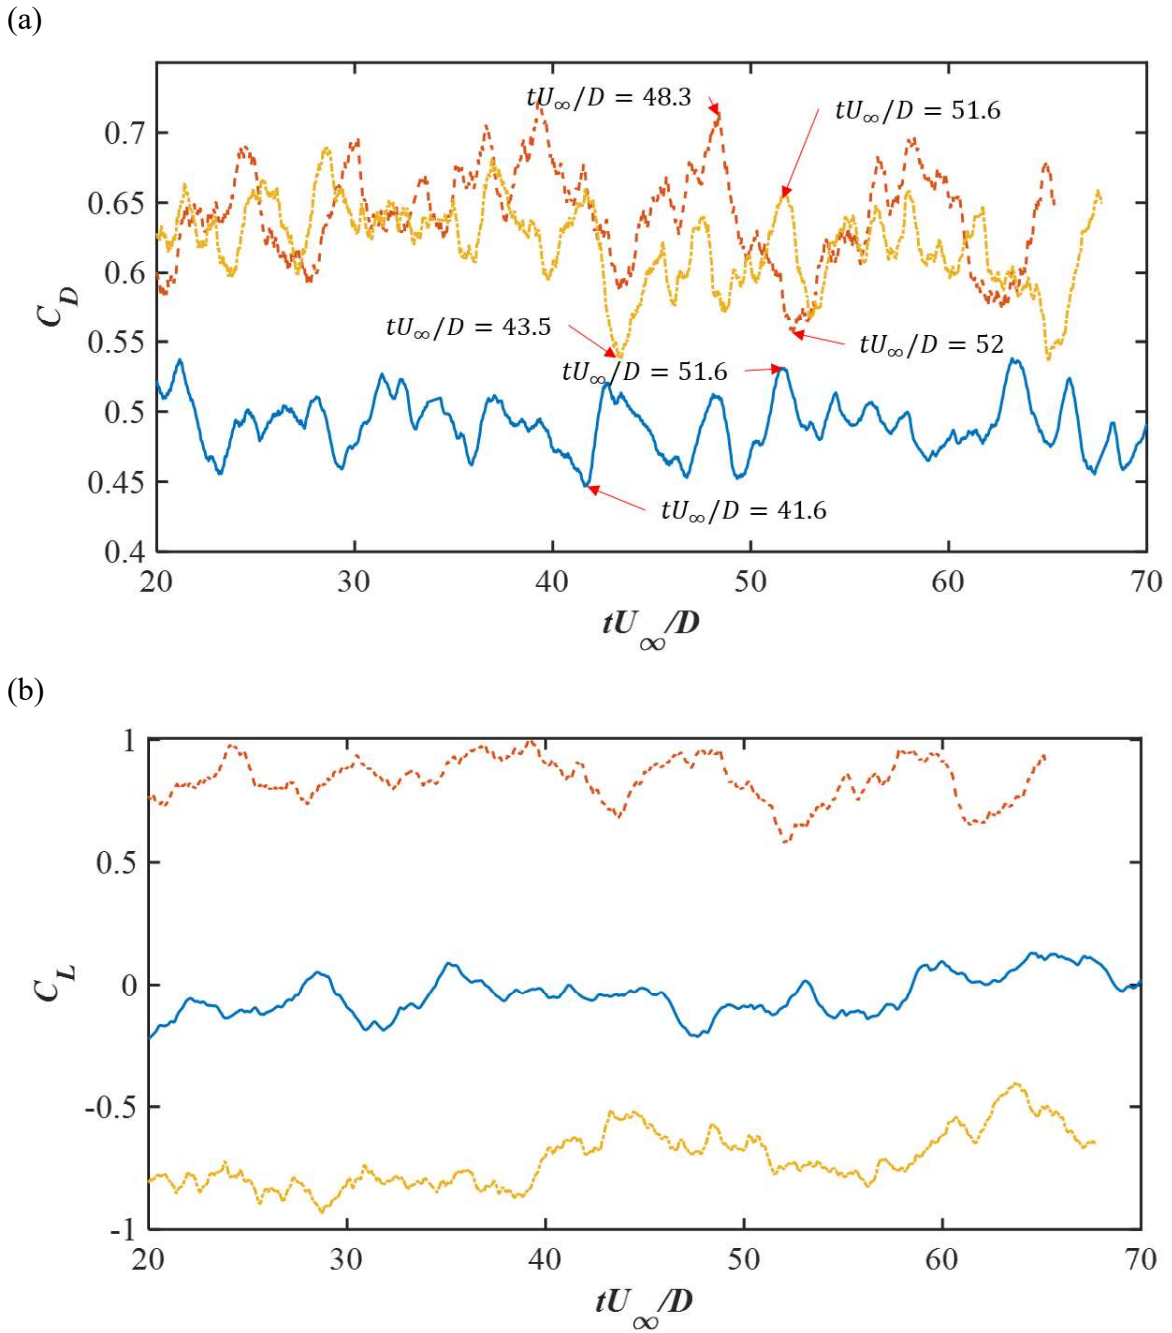 (a)
tU∞/D = 48.3
tU∞/D = 51.6
0.7
0.65
0.6
C_D
0.55
tU∞/D = 43.5
tU∞/D = 52
tU∞/D = 51.6
0.5
0.45
tU∞/D = 41.6
0.4
20 30 40 50 60 70
tU∞/D
(b)
1
0.5
C_L
0
-0.5
-1
20 30 40 50 60 70
tU∞/D